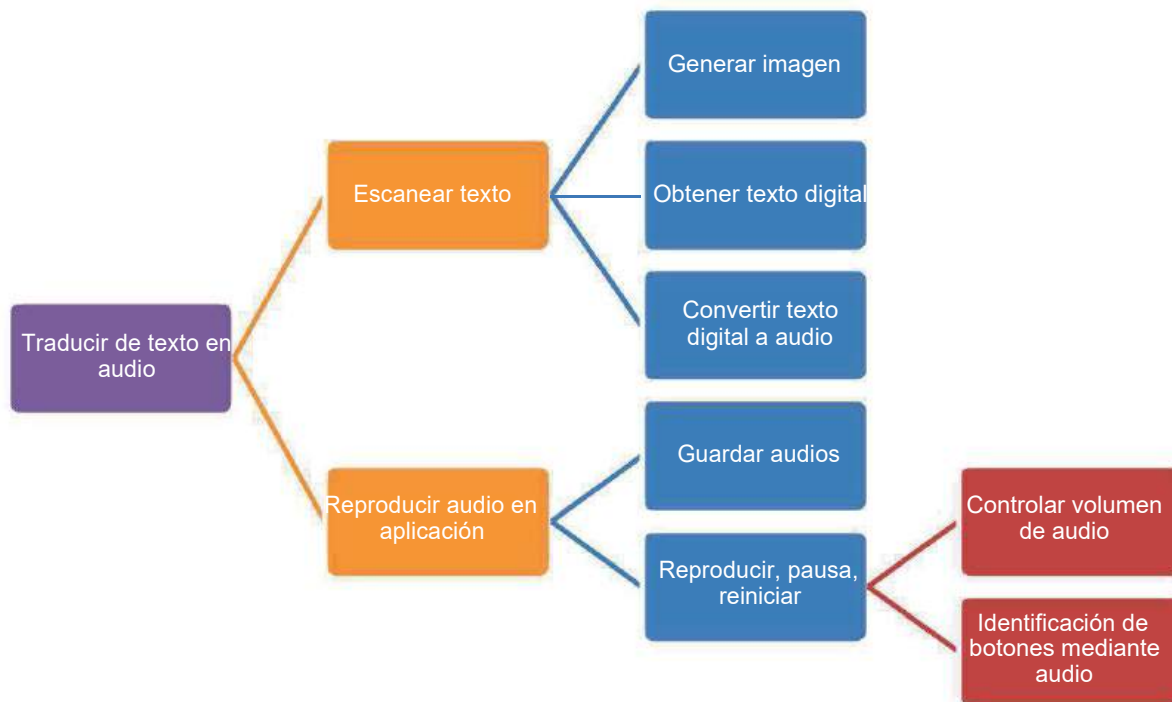 Generar imagen
Escanear texto
Obtener texto digital
Convertir texto
digital a audio
Traducir de texto en
audio
Guardar audios
Reproducir audio en
aplicación
Controlar volumen
de audio
Reproducir, pausa,
reiniciar
Identificación de
botones mediante
audio